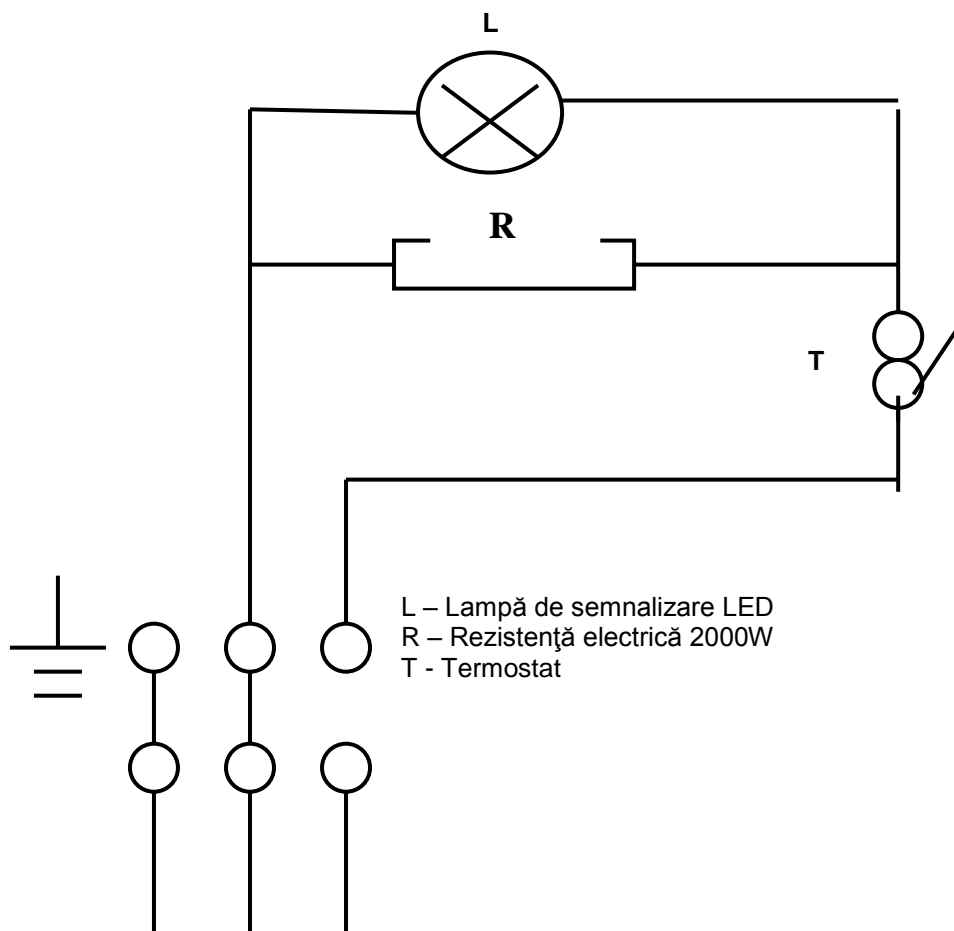 L
R
T
L – Lampă de semnalizare LED
R – Rezistenţă electrică 2000W
T - Termostat